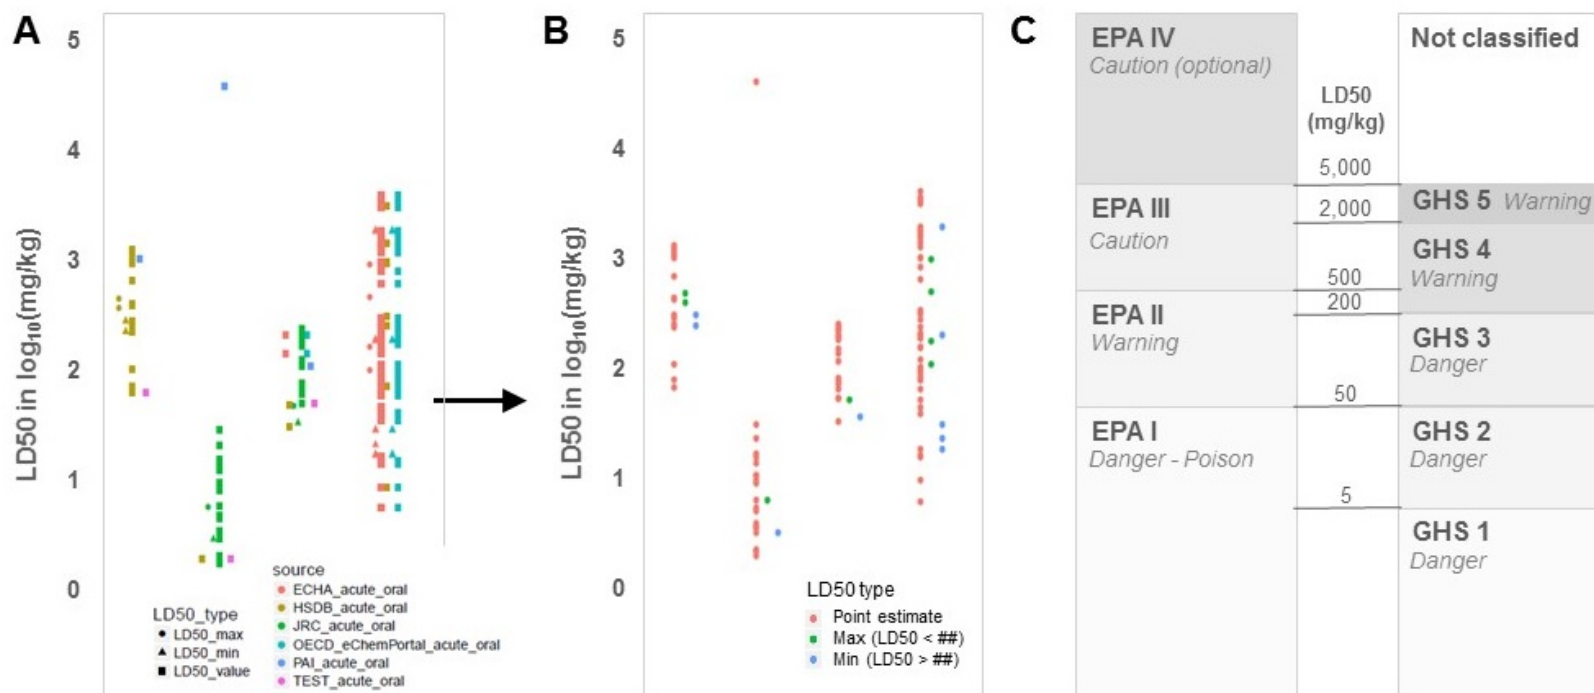 A
LD50 in log₁₀(mg/kg)
5
4
3
2
1
0
LD50_type
LD50_max
LD50_min
LD50_value
source
ECHA_acute_oral
HSDB_acute_oral
JRC_acute_oral
OECD_eChemPortal_acute_oral
PAI_acute_oral
TEST_acute_oral
B
LD50 in log₁₀(mg/kg)
5
4
3
2
1
0
LD50 type
Point estimate
Max (LD50 < ##)
Min (LD50 > ##)
C
EPA IV
Caution (optional)
EPA III
Caution
EPA II
Warning
EPA I
Danger - Poison
LD50
(mg/kg)
5,000
2,000
500
200
50
5
Not classified
GHS 5 Warning
GHS 4
Warning
GHS 3
Danger
GHS 2
Danger
GHS 1
Danger